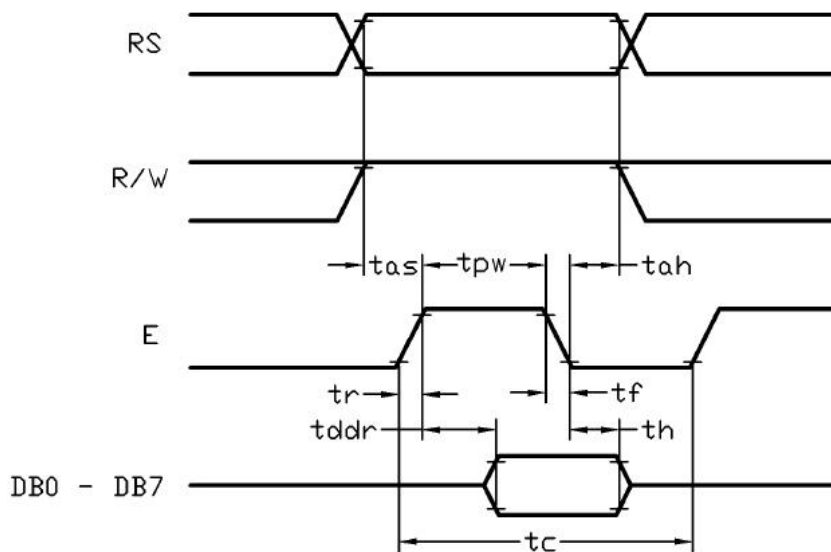 RS
R/W
tas
tpw
tah
E
tr
tf
tddr
th
DB0 - DB7
tc